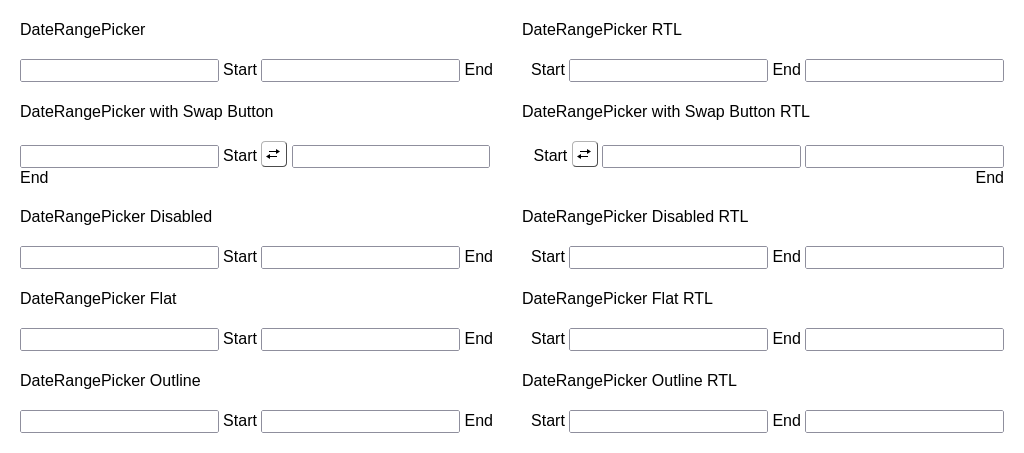 DateRangePicker
Start End
DateRangePicker with Swap Button
Start
End
DateRangePicker Disabled
Start End
DateRangePicker Flat
Start End
DateRangePicker Outline
Start End
DateRangePicker RTL
Start End
DateRangePicker with Swap Button RTL
Start
End
DateRangePicker Disabled RTL
Start End
DateRangePicker Flat RTL
Start End
DateRangePicker Outline RTL
Start End